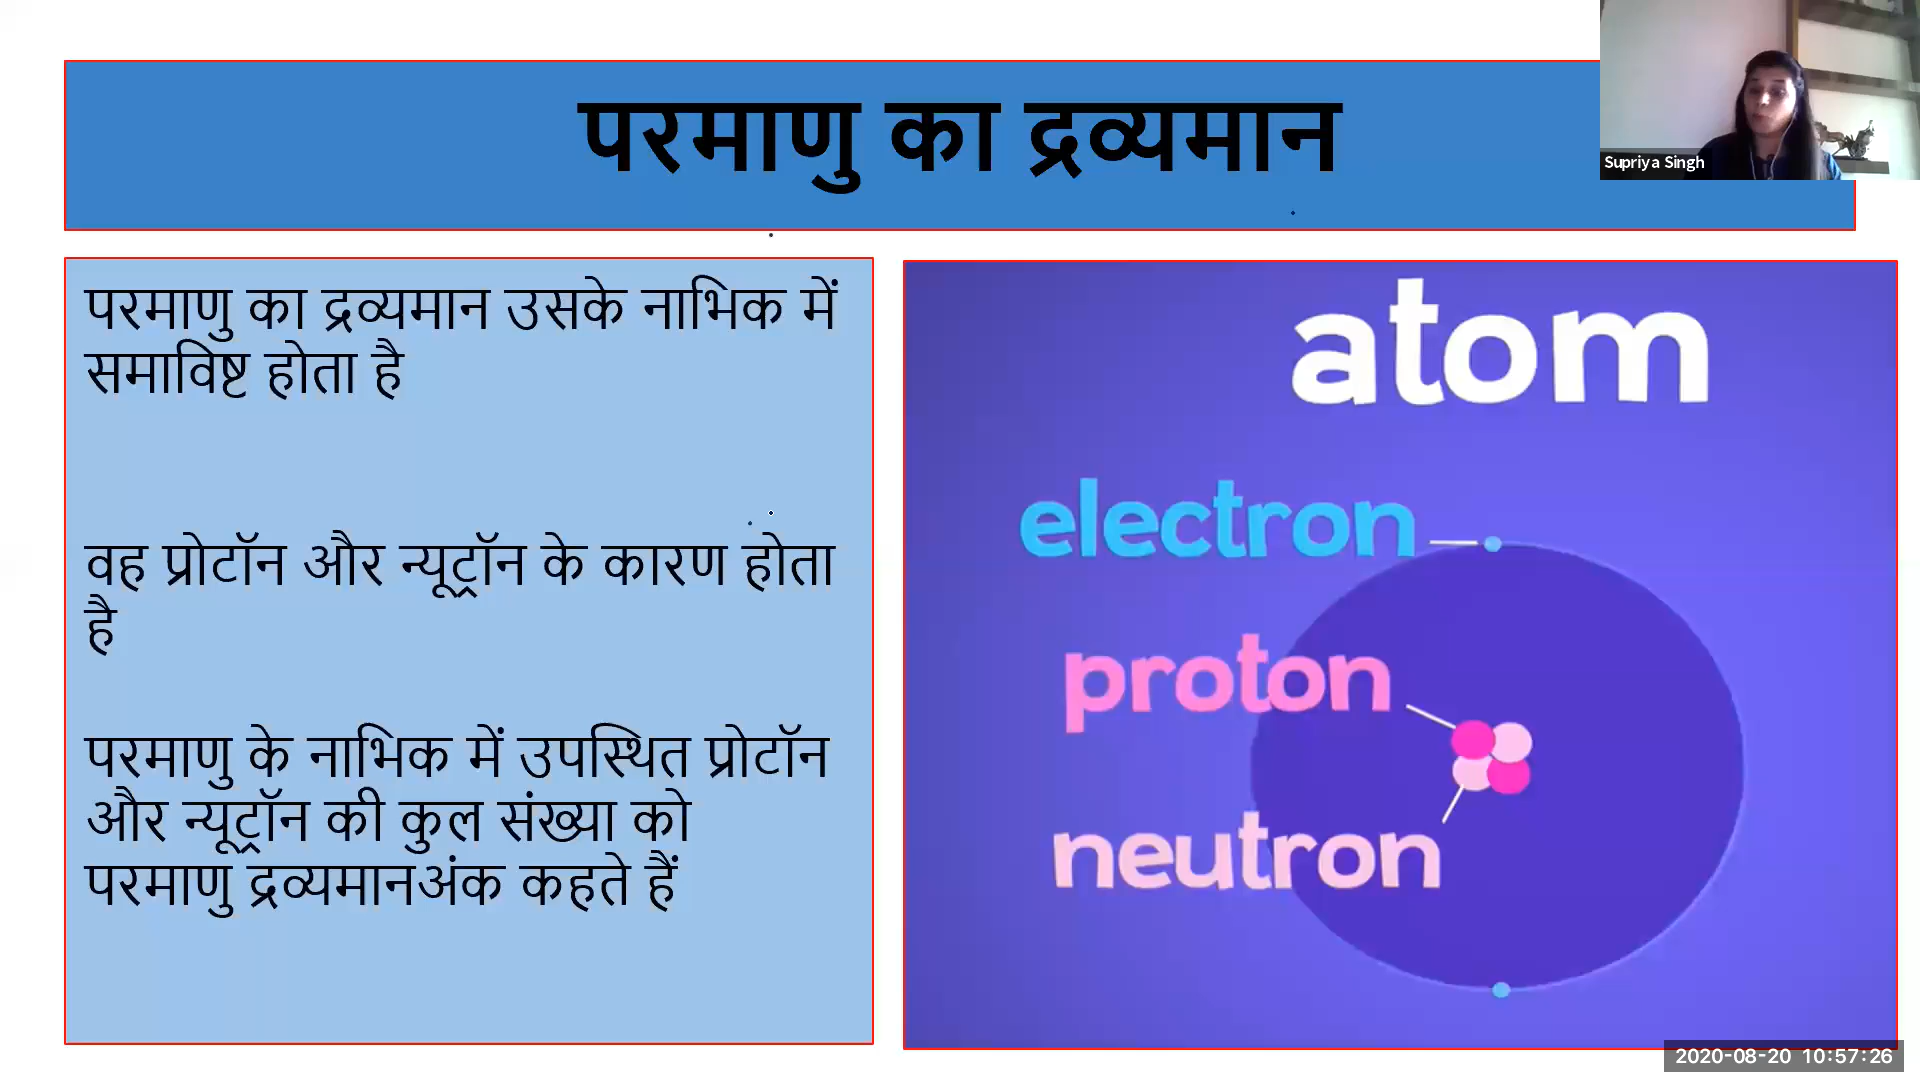 परमाणु का द्रव्यमान
Supriya Singh
परमाणु का द्रव्यमान उसके नाभिक में
समाविष्ट होता है
वह प्रोटॉन और न्यूट्रॉन के कारण होता
है
परमाणु के नाभिक में उपस्थित प्रोटॉन
और न्यूट्रॉन की कुल संख्या को
परमाणु द्रव्यमानअंक कहते हैं
atom
electron
proton
neutron
2020-08-20 10:57:26